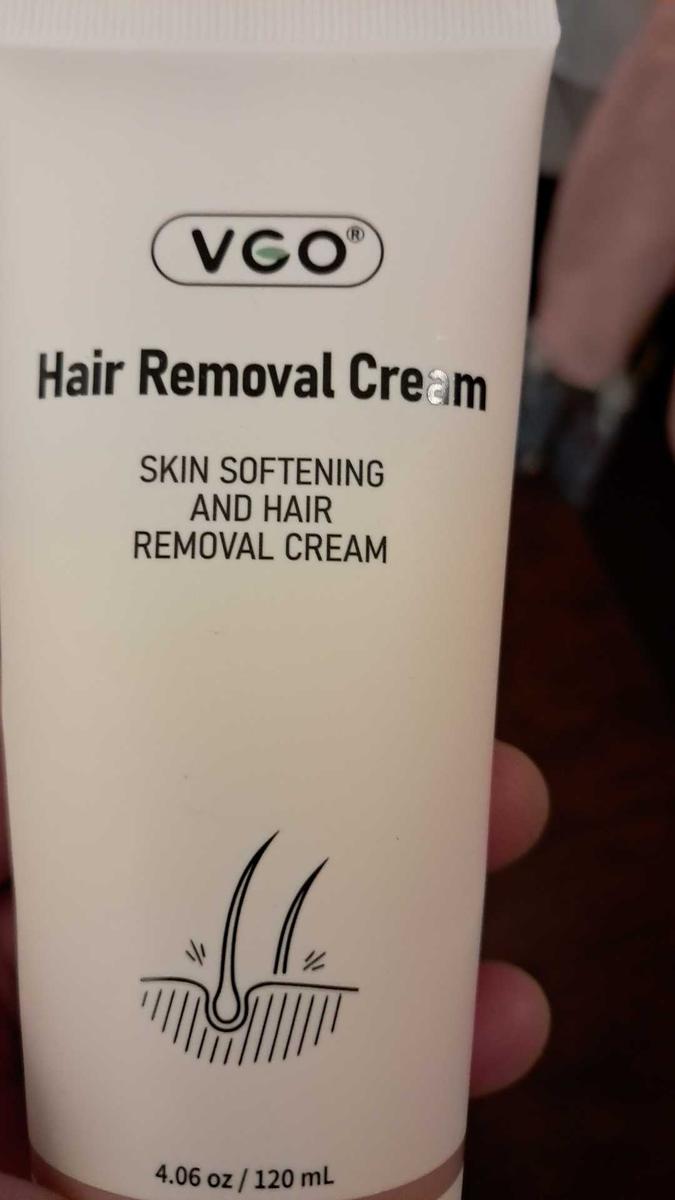 VGO®
Hair Removal Cream
SKIN SOFTENING
AND HAIR
REMOVAL CREAM
4.06 oz / 120 mL